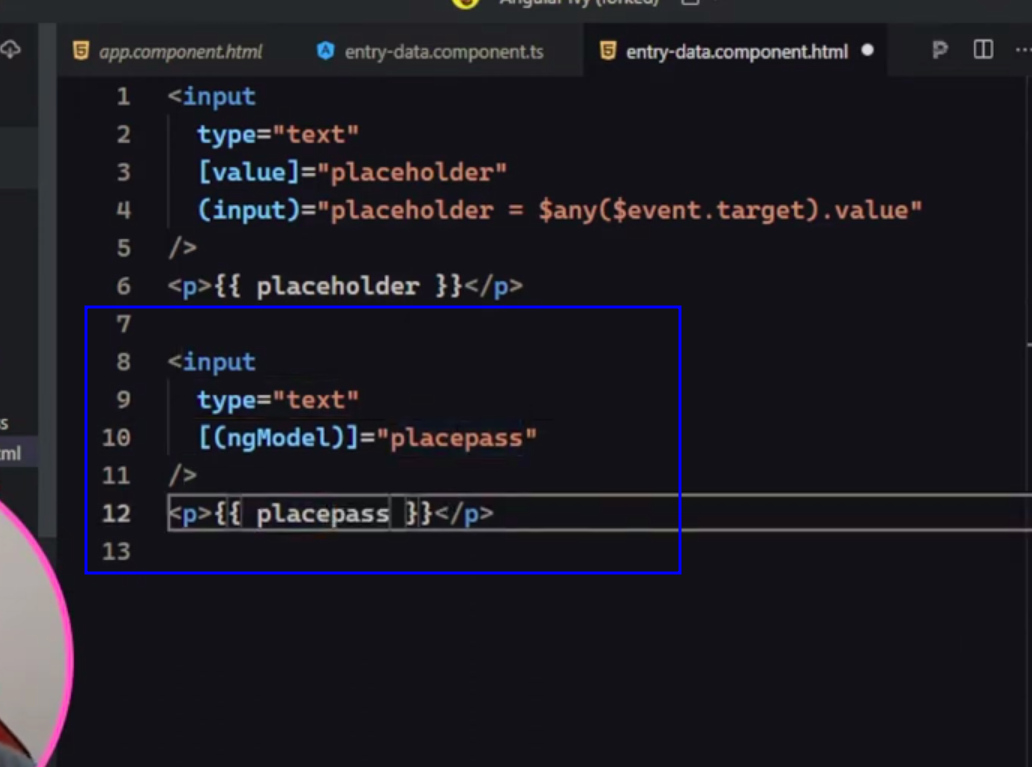 Angular Ivy (forked)
app.component.html entry-data.component.ts entry-data.component.html
1 <input
2 type="text"
3 [value]="placeholder"
4 (input)="placeholder = $any($event.target).value"
5 />
6 <p>{{ placeholder }}</p>
7
8 <input
9 type="text"
10 [(ngModel)]="placepass"
11 />
12 <p>{{ placepass }}</p>
13